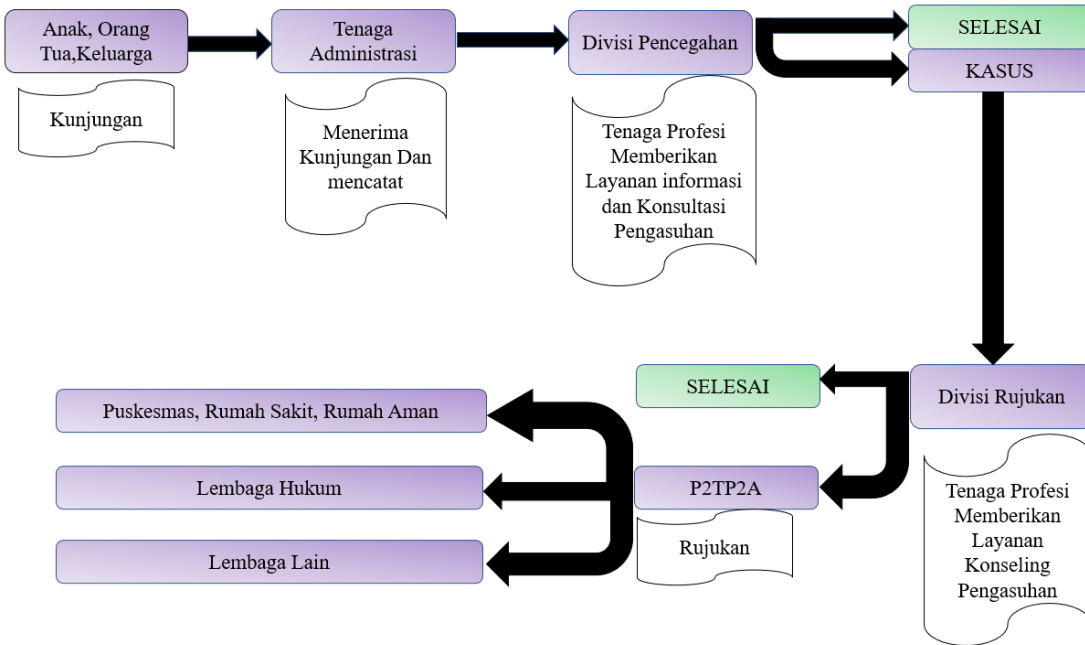 Anak, Orang
Tua,Keluarga
Kunjungan
Tenaga
Administrasi
Menerima
Kunjungan Dan
mencatat
Divisi Pencegahan
Tenaga Profesi
Memberikan
Layanan informasi
dan Konsultasi
Pengasuhan
SELESAI
KASUS
Divisi Rujukan
Tenaga Profesi
Memberikan
Layanan
Konseling
Pengasuhan
SELESAI
P2TP2A
Rujukan
Puskesmas, Rumah Sakit, Rumah Aman
Lembaga Hukum
Lembaga Lain